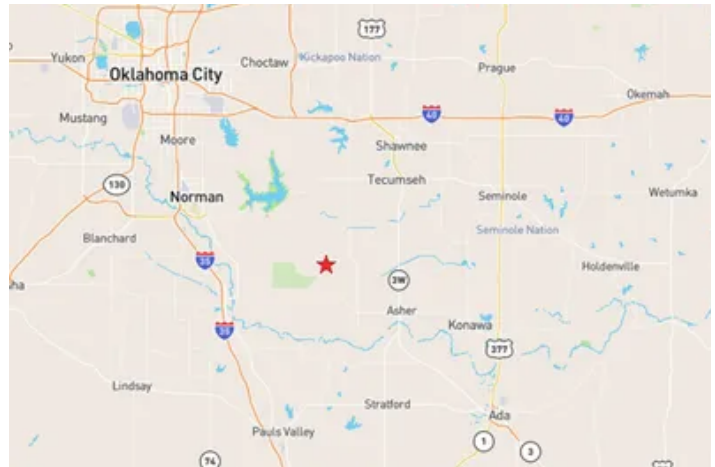 177
Yukon
Choctaw
Kickapoo Nation
Prague
Oklahoma City
Okemah
Mustang
40
40
Moore
Shawnee
Tecumseh
130
Norman
Seminole
Wetumka
Seminole Nation
Blanchard
35
Holdenville
ha
3W
Asher
Konawa
35
377
Lindsay
Stratford
Ada
Pauls Valley
1
3
74